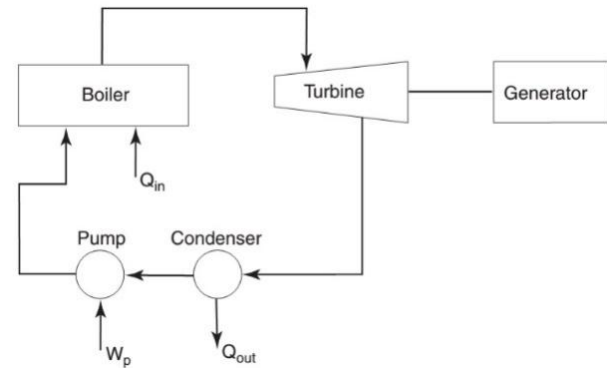 Boiler
Turbine
Generator
Qin
Pump
Condenser
Wp
Qout